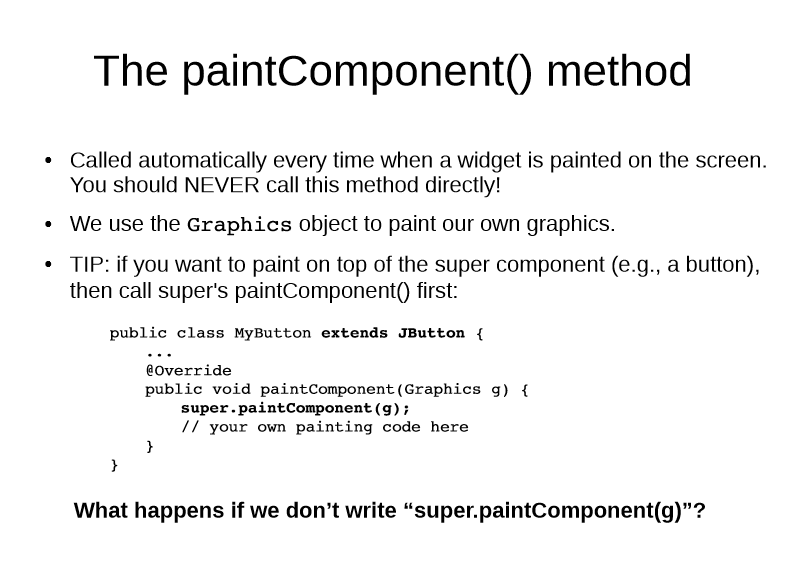 The paintComponent() method
• Called automatically every time when a widget is painted on the screen.
You should NEVER call this method directly!
• We use the Graphics object to paint our own graphics.
• TIP: if you want to paint on top of the super component (e.g., a button),
then call super's paintComponent() first:
public class MyButton extends JButton {
...
@Override
public void paintComponent(Graphics g) {
super.paintComponent(g);
// your own painting code here
}
}
What happens if we don’t write “super.paintComponent(g)”?